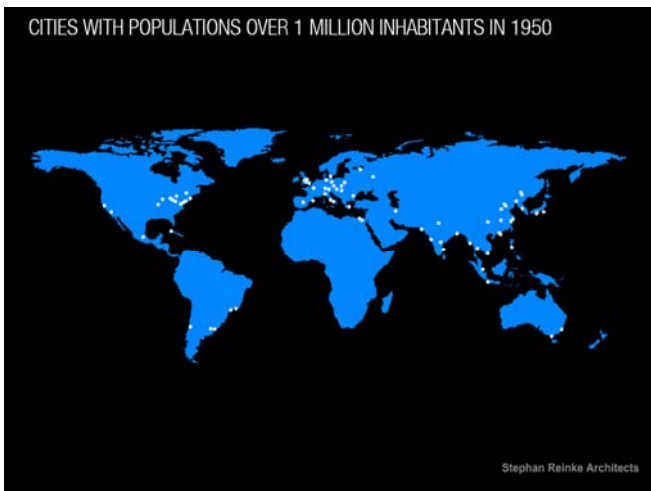 CITIES WITH POPULATIONS OVER 1 MILLION INHABITANTS IN 1950
Stephan Reinke Architects